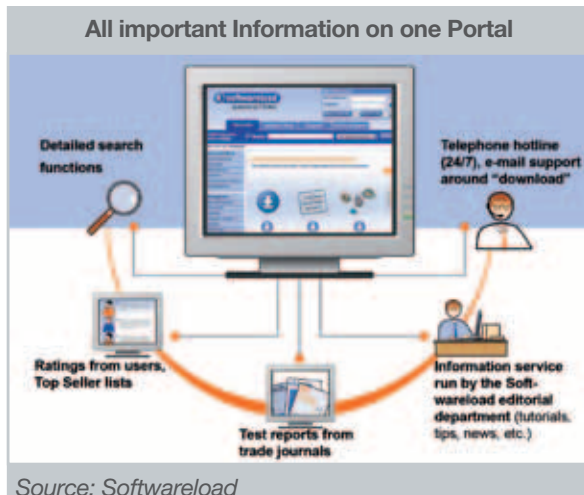 All important Information on one Portal
softwareload
Detailed search
functions
Telephone hotline
(24/7), e-mail support
around "download"
Ratings from users,
Top Seller lists
Test reports from
trade journals
Information service
run by the Soft-
wareload editorial
department (tutorials,
tips, news, etc.)
Source: Softwareload